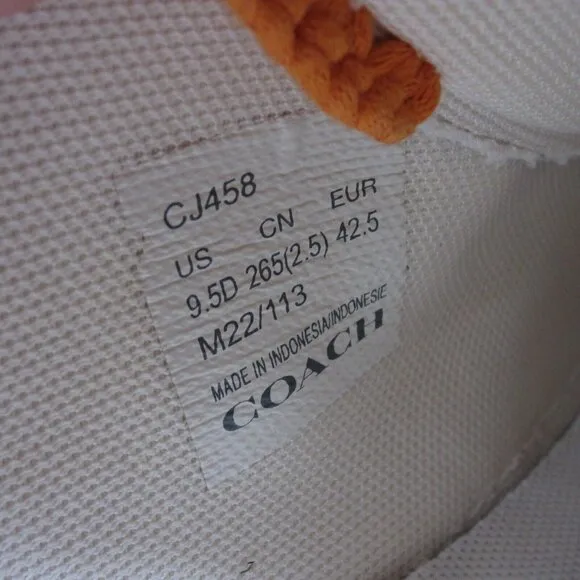 CJ458
US CN EUR
9.5D 265(2.5) 42.5
M22/113
MADE IN INDONESIA/INDONESIE
COACH